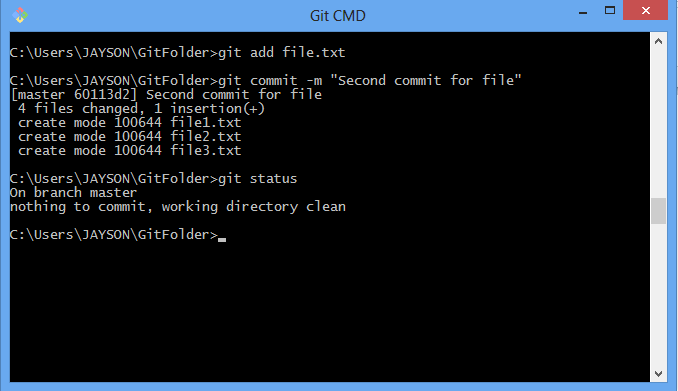 Git CMD
C:\Users\JAYSON\GitFolder>git add file.txt
C:\Users\JAYSON\GitFolder>git commit -m "Second commit for file"
[master 60113d2] Second commit for file
 4 files changed, 1 insertion(+)
 create mode 100644 file1.txt
 create mode 100644 file2.txt
 create mode 100644 file3.txt
C:\Users\JAYSON\GitFolder>git status
On branch master
nothing to commit, working directory clean
C:\Users\JAYSON\GitFolder>